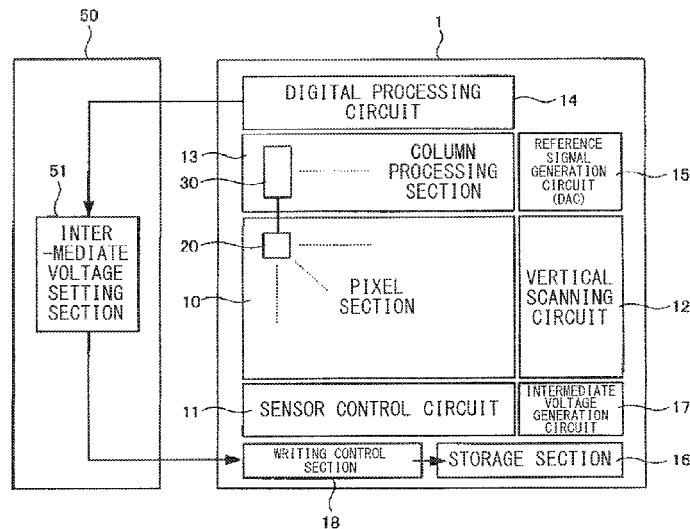 50
1
DIGITAL PROCESSING
CIRCUIT
14
13
30
COLUMN
PROCESSING
SECTION
REFERENCE
SIGNAL
GENERATION
CIRCUIT
(DAC)
15
51
INTER
-MEDIATE
VOLTAGE
SETTING
SECTION
20
10
PIXEL
SECTION
VERTICAL
SCANNING
CIRCUIT
12
11
SENSOR CONTROL CIRCUIT
INTERMEDIATE
VOLTAGE
GENERATION
CIRCUIT
17
WRITING CONTROL
SECTION
STORAGE SECTION
16
18